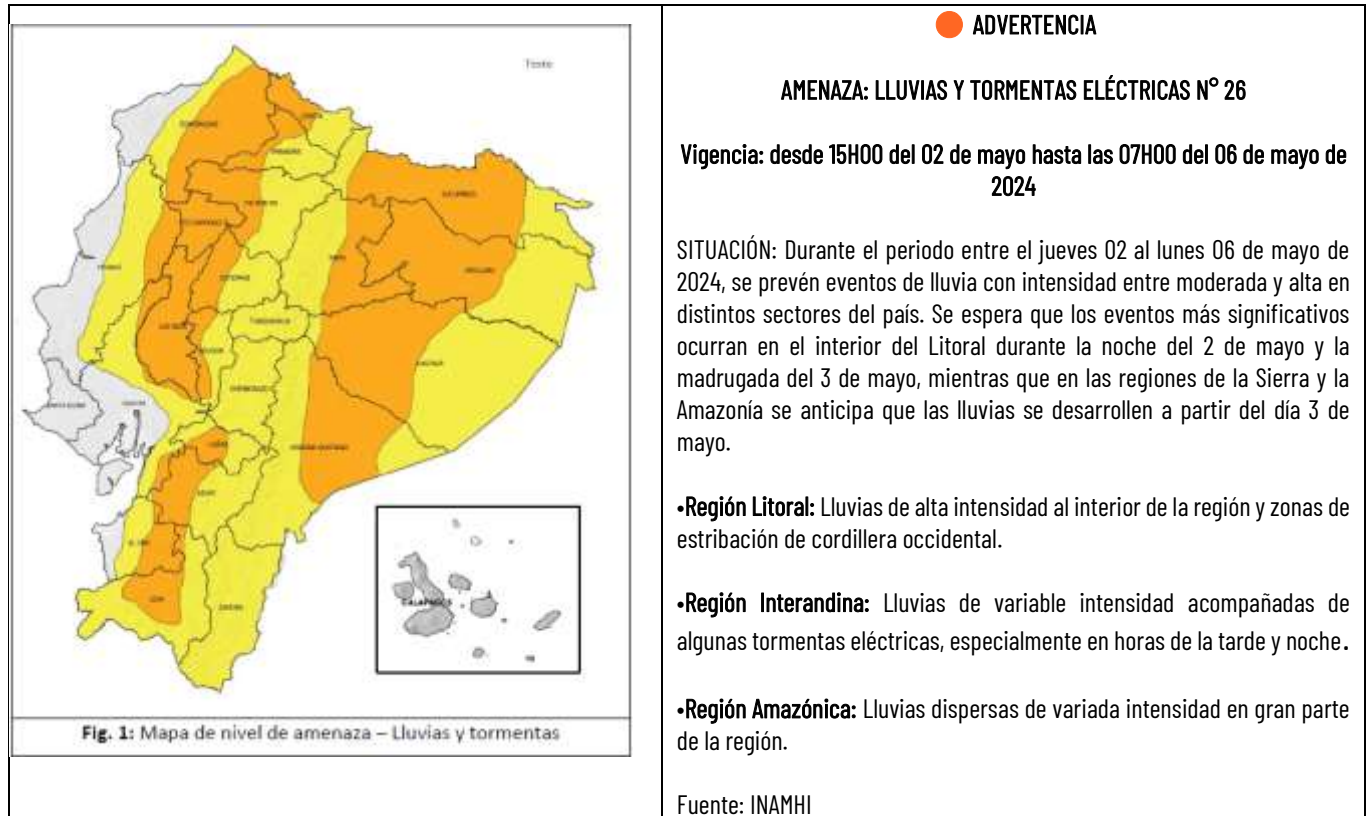 Fig. 1: Mapa de nivel de amenaza – Lluvias y tormentas
GALAPAGOS
ADVERTENCIA
AMENAZA: LLUVIAS Y TORMENTAS ELÉCTRICAS N° 26
Vigencia: desde 15H00 del 02 de mayo hasta las 07H00 del 06 de mayo de
2024
SITUACIÓN: Durante el periodo entre el jueves 02 al lunes 06 de mayo de
2024, se prevén eventos de lluvia con intensidad entre moderada y alta en
distintos sectores del país. Se espera que los eventos más significativos
ocurran en el interior del Litoral durante la noche del 2 de mayo y la
madrugada del 3 de mayo, mientras que en las regiones de la Sierra y la
Amazonía se anticipa que las lluvias se desarrollen a partir del día 3 de
mayo.
•Región Litoral: Lluvias de alta intensidad al interior de la región y zonas de
estribación de cordillera occidental.
•Región Interandina: Lluvias de variable intensidad acompañadas de
algunas tormentas eléctricas, especialmente en horas de la tarde y noche.
•Región Amazónica: Lluvias dispersas de variada intensidad en gran parte
de la región.
Fuente: INAMHI